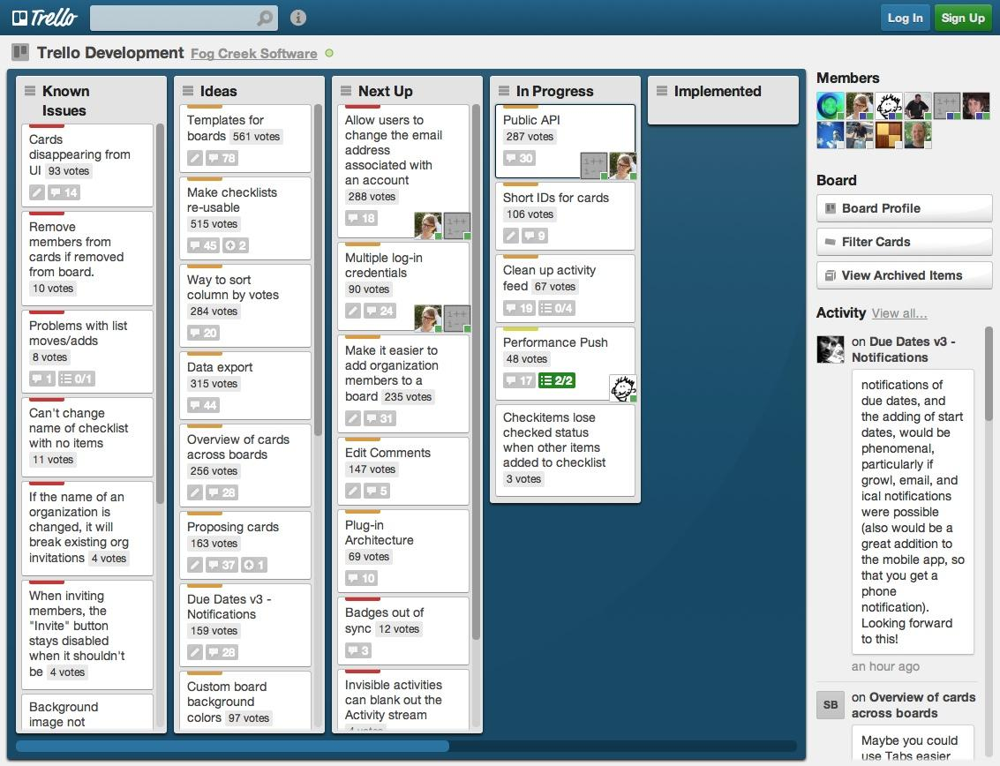 Trello
Log In
Sign Up
Trello Development Fog Creek Software
Known
Issues
Cards
disappearing from
UI 93 votes
14
Remove
members from
cards if removed
from board.
10 votes
Problems with list
moves/adds
8 votes
1 0/1
Can't change
name of checklist
with no items
11 votes
If the name of an
organization is
changed, it will
break existing org
invitations 4 votes
When inviting
members, the
"Invite" button
stays disabled
when it shouldn't
be 4 votes
Background
image not
Ideas
Templates for
boards 561 votes
78
Make checklists
re-usable
515 votes
45 2
Way to sort
column by votes
284 votes
20
Data export
315 votes
44
Overview of cards
across boards
256 votes
28
Proposing cards
163 votes
37 1
Due Dates v3 -
Notifications
159 votes
28
Custom board
background
colors 97 votes
Next Up
Allow users to
change the email
address
associated with
an account
288 votes
18
i++
i--
Multiple log-in
credentials
90 votes
24
i++
i--
Make it easier to
add organization
members to a
board 235 votes
31
Edit Comments
147 votes
5
Plug-in
Architecture
69 votes
10
Badges out of
sync 12 votes
3
Invisible activities
can blank out the
Activity stream
4 votes
In Progress
Public API
287 votes
30
i++
i--
Short IDs for cards
106 votes
9
Clean up activity
feed 67 votes
19 0/4
Performance Push
48 votes
17 2/2
Checkitems lose
checked status
when other items
added to checklist
3 votes
Implemented
Members
i++
i--
Board
Board Profile
Filter Cards
View Archived Items
Activity View all...
on Due Dates v3 -
Notifications
notifications of
due dates, and
the adding of start
dates, would be
phenomenal,
particularly if
growl, email, and
ical notifications
were possible
(also would be a
great addition to
the mobile app, so
that you get a
phone
notification).
Looking forward
to this!
an hour ago
SB
on Overview of cards
across boards
Maybe you could
use Tabs easier